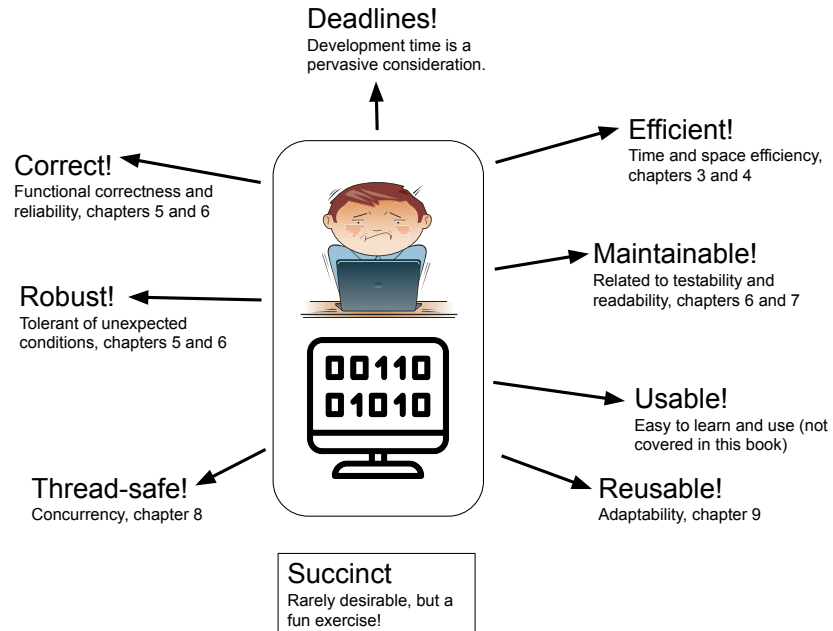 Deadlines!
Development time is a
pervasive consideration.
Efficient!
Time and space efficiency,
chapters 3 and 4
Correct!
Functional correctness and
reliability, chapters 5 and 6
Maintainable!
Related to testability and
readability, chapters 6 and 7
Robust!
Tolerant of unexpected
conditions, chapters 5 and 6
00110
01010
Usable!
Easy to learn and use (not
covered in this book)
Thread-safe!
Concurrency, chapter 8
Reusable!
Adaptability, chapter 9
Succinct
Rarely desirable, but a
fun exercise!